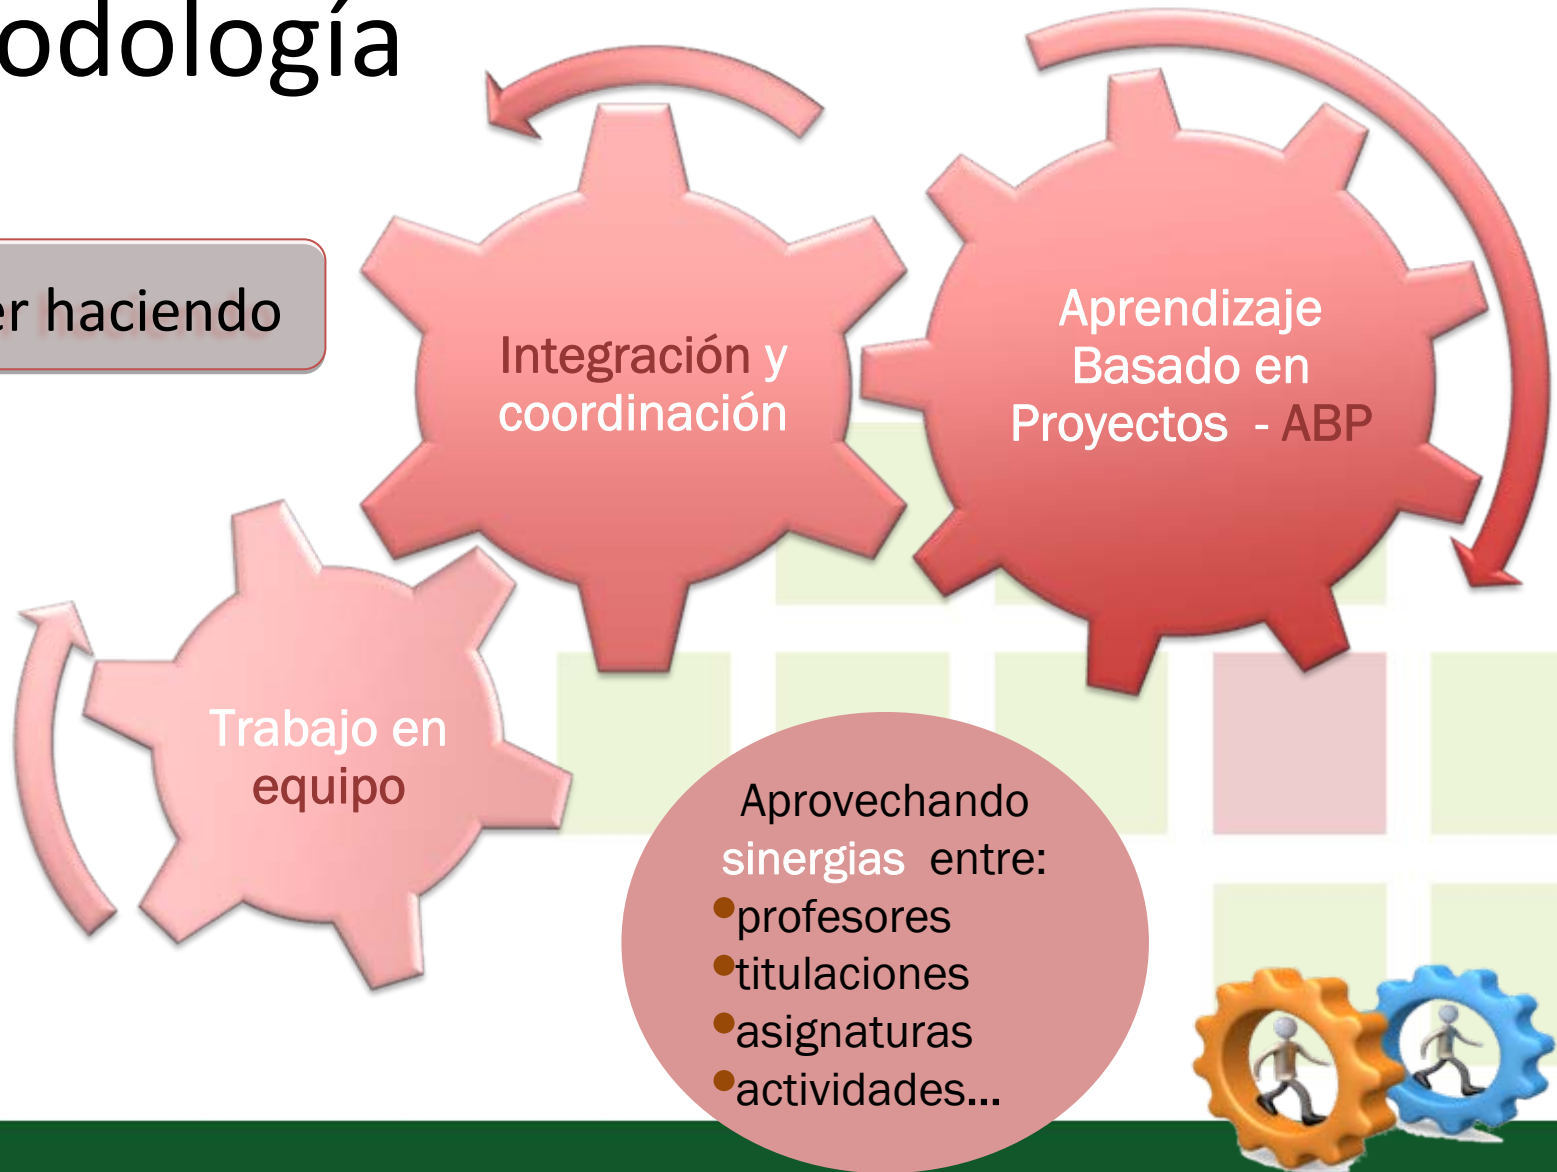 odología
er haciendo
Integración y
coordinación
Aprendizaje
Basado en
Proyectos - ABP
Trabajo en
equipo
Aprovechando
sinergias entre:
•profesores
•titulaciones
•asignaturas
•actividades...